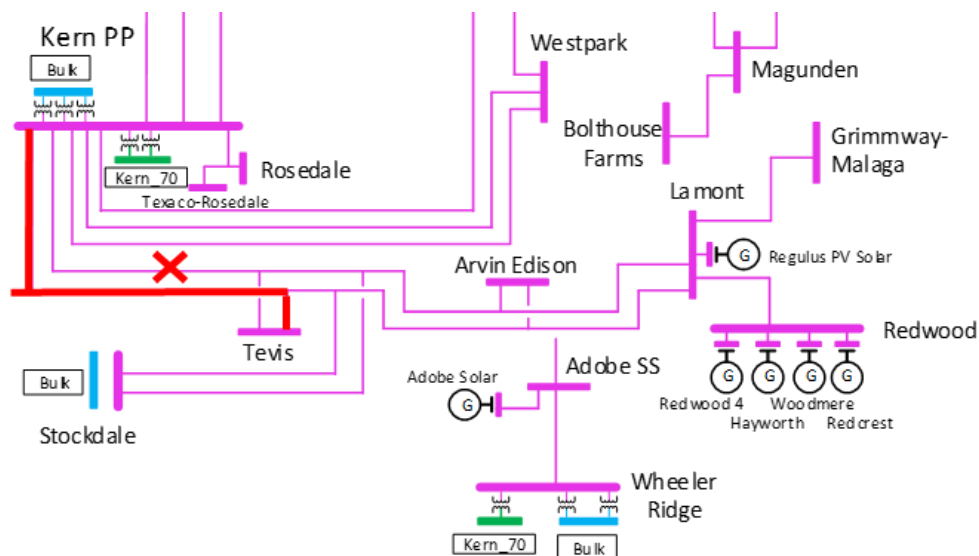 Kern PP
Bulk
Westpark
Magunden
Bolthouse
Farms
Grimmway-
Malaga
Kern_70
Rosedale
Texaco-Rosedale
Lamont
G
Regulus PV Solar
Arvin Edison
Tevis
Redwood
G
G
G
G
Redwood 4
Woodmere
Hayworth
Redcrest
Bulk
Stockdale
Adobe SS
Adobe Solar
G
Wheeler
Ridge
Kern_70
Bulk